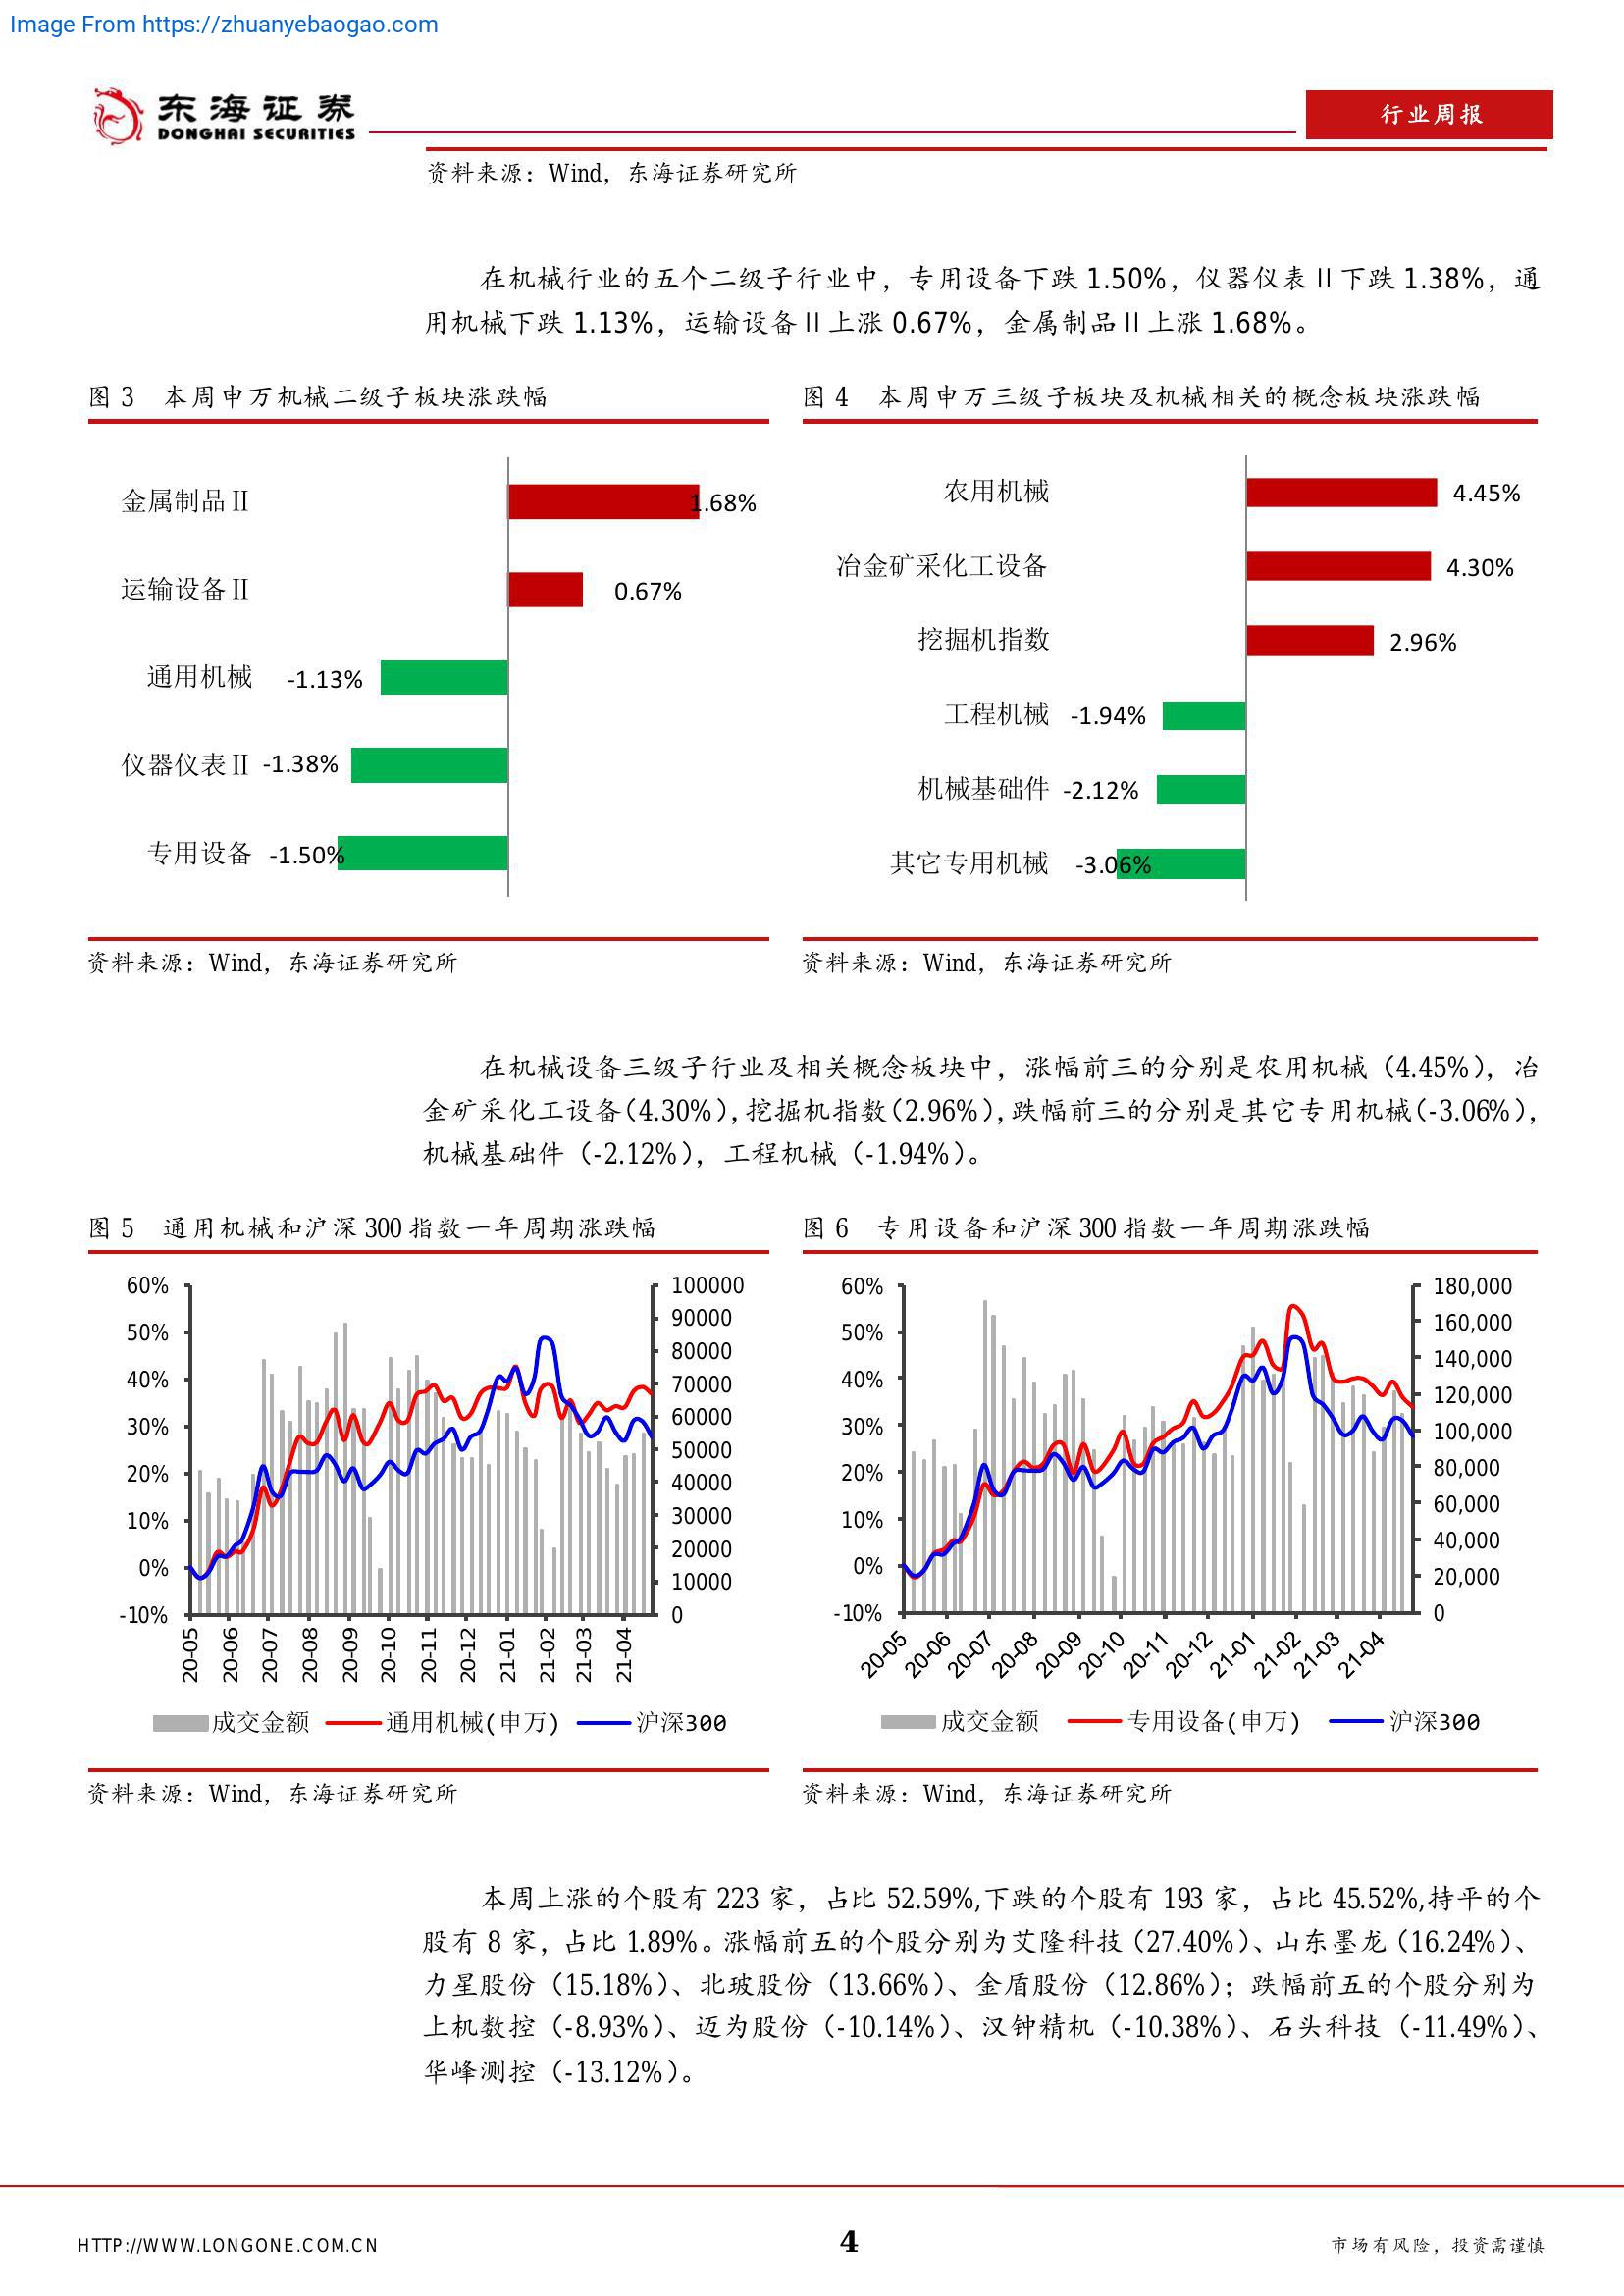 Image From https://zhuanyebaogao.com
东海证券
DONGHAI SECURITIES
行业周报
资料来源：Wind，东海证券研究所
在机械行业的五个二级子行业中，专用设备下跌 1.50%，仪器仪表Ⅱ下跌 1.38%，通
用机械下跌 1.13%，运输设备Ⅱ上涨 0.67%，金属制品Ⅱ上涨 1.68%。
图 3 本周申万机械二级子板块涨跌幅
金属制品Ⅱ 1.68%
运输设备Ⅱ 0.67%
通用机械 -1.13%
仪器仪表Ⅱ -1.38%
专用设备 -1.50%
资料来源：Wind，东海证券研究所
图 4 本周申万三级子板块及机械相关的概念板块涨跌幅
农用机械 4.45%
冶金矿采化工设备 4.30%
挖掘机指数 2.96%
工程机械 -1.94%
机械基础件 -2.12%
其它专用机械 -3.06%
资料来源：Wind，东海证券研究所
在机械设备三级子行业及相关概念板块中，涨幅前三的分别是农用机械（4.45%），冶
金矿采化工设备（4.30%），挖掘机指数（2.96%），跌幅前三的分别是其它专用机械（-3.06%），
机械基础件（-2.12%），工程机械（-1.94%）。
图 5 通用机械和沪深 300 指数一年周期涨跌幅
60% 100000
90000
50% 80000
40% 70000
60000
30% 50000
20% 40000
30000
10% 20000
0% 10000
-10% 0
20-05 20-06 20-07 20-08 20-09 20-10 20-11 20-12 21-01 21-02 21-03 21-04
成交金额 通用机械(申万) 沪深300
资料来源：Wind，东海证券研究所
图 6 专用设备和沪深 300 指数一年周期涨跌幅
60% 180,000
160,000
50% 140,000
40% 120,000
30% 100,000
20% 80,000
60,000
10% 40,000
0% 20,000
-10% 0
20-05 20-06 20-07 20-08 20-09 20-10 20-11 20-12 21-01 21-02 21-03 21-04
成交金额 专用设备(申万) 沪深300
资料来源：Wind，东海证券研究所
本周上涨的个股有 223 家，占比 52.59%,下跌的个股有 193 家，占比 45.52%,持平的个
股有 8 家，占比 1.89%。涨幅前五的个股分别为艾隆科技（27.40%）、山东墨龙（16.24%）、
力星股份（15.18%）、北玻股份（13.66%）、金盾股份（12.86%）；跌幅前五的个股分别为
上机数控（-8.93%）、迈为股份（-10.14%）、汉钟精机（-10.38%）、石头科技（-11.49%）、
华峰测控（-13.12%）。
HTTP://WWW.LONGONE.COM.CN
4
市场有风险，投资需谨慎